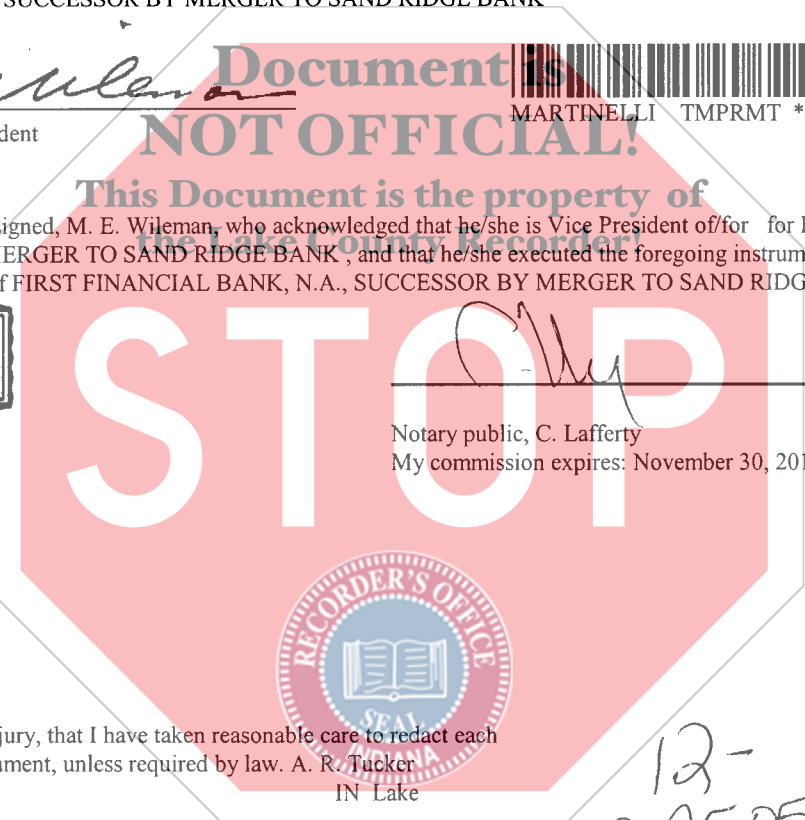 SUCCESSOR BY MERGER TO SAND RIDGE BANK
Document is
NOT OFFICIAL!
This Document is the property of
the Lake County Recorder!
dent
MARTINELLI TMPRMT *
signed, M. E. Wileman, who acknowledged that he/she is Vice President of/for for
MERGER TO SAND RIDGE BANK , and that he/she executed the foregoing instrum
f FIRST FINANCIAL BANK, N.A., SUCCESSOR BY MERGER TO SAND RIDG
STOP
Notary public, C. Lafferty
My commission expires: November 30, 201
RECORDER'S OFFICE
SEAL
INDIANA
jury, that I have taken reasonable care to redact each
ument, unless required by law. A. R. Tucker
IN Lake
12-